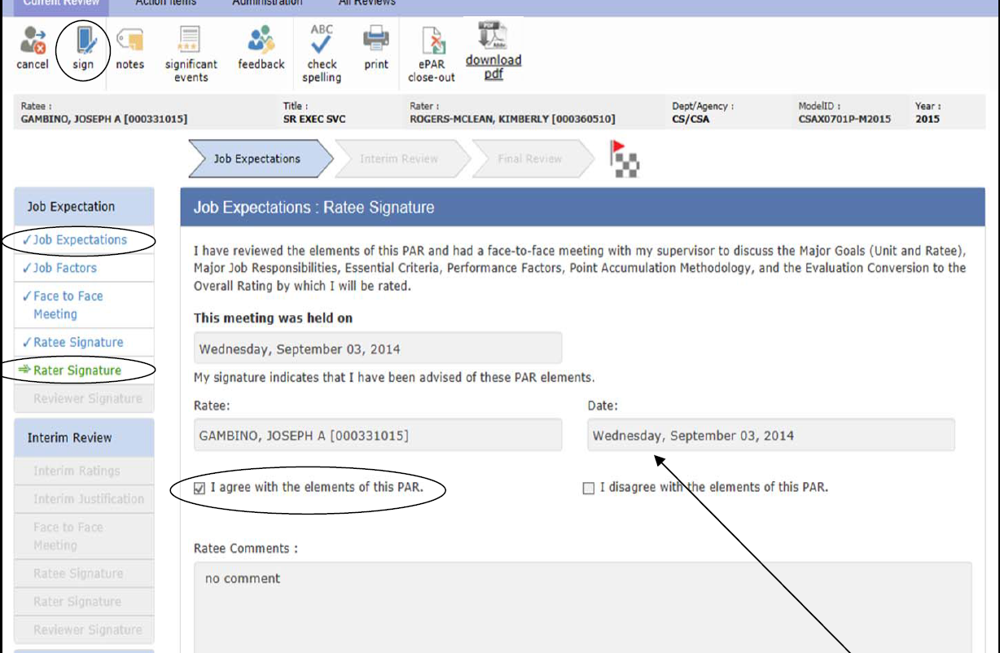 Current Review Action Items Administration All Reviews
ABC
cancel sign notes significant events feedback check spelling print ePAR close-out download pdf
Ratee : Title : Rater : Dept/Agency : ModelID : Year :
GAMBINO, JOSEPH A [000331015] SR EXEC SVC ROGERS-MCLEAN, KIMBERLY [000360510] CS/CSA CSAX0701P-M2015 2015
Job Expectations Interim Review Final Review
Job Expectation
✓Job Expectations
✓Job Factors
✓Face to Face
Meeting
✓Ratee Signature
Rater Signature
Reviewer Signature
Interim Review
Interim Ratings
Interim Justification
Face to Face
Meeting
Ratee Signature
Rater Signature
Reviewer Signature
Job Expectations : Ratee Signature
I have reviewed the elements of this PAR and had a face-to-face meeting with my supervisor to discuss the Major Goals (Unit and Ratee),
Major Job Responsibilities, Essential Criteria, Performance Factors, Point Accumulation Methodology, and the Evaluation Conversion to the
Overall Rating by which I will be rated.
This meeting was held on
Wednesday, September 03, 2014
My signature indicates that I have been advised of these PAR elements.
Ratee: Date:
GAMBINO, JOSEPH A [000331015] Wednesday, September 03, 2014
I agree with the elements of this PAR. I disagree with the elements of this PAR.
Ratee Comments :
no comment